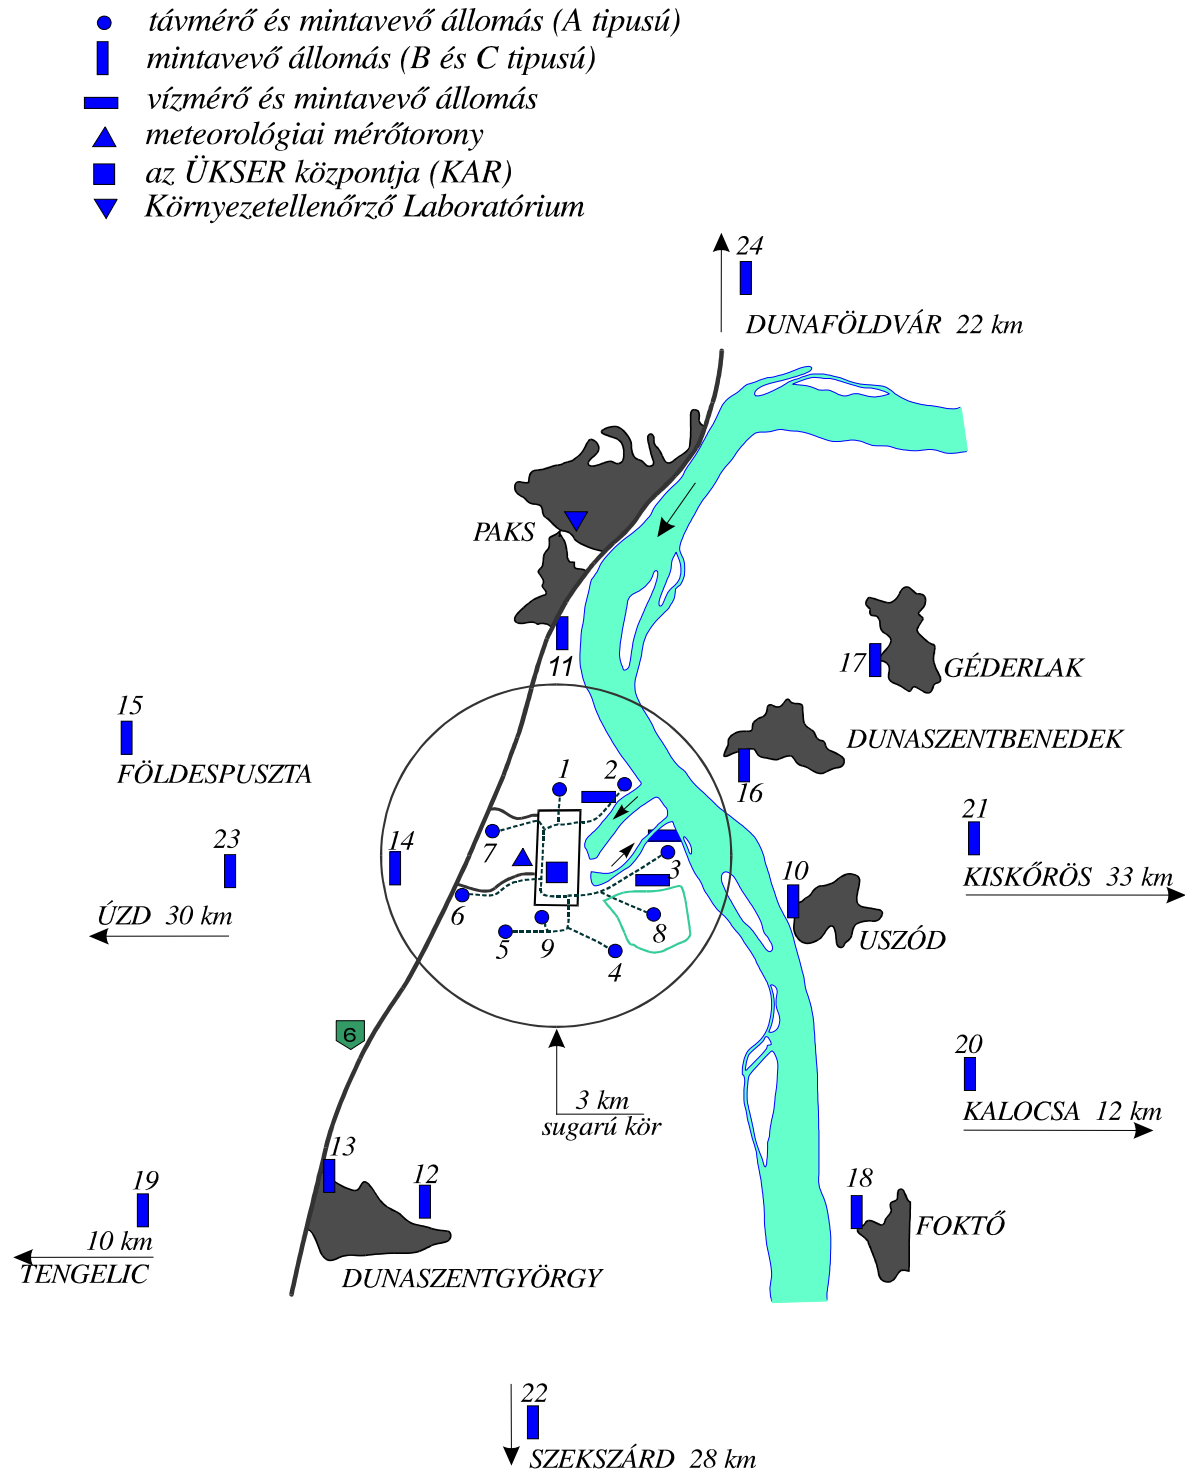 távmérő és mintavevő állomás (A tipusú)
mintavevő állomás (B és C tipusú)
vízmérő és mintavevő állomás
meteorológiai mérőtorony
az ÜKSER központja (KAR)
Környezetellenőrző Laboratórium
24
DUNAFÖLDVÁR 22 km
PAKS
11
17
GÉDERLAK
15
FÖLDESPUSZTA
DUNASZENTBENEDEK
16
1
2
7
14
23
ÚZD 30 km
21
KISKŐRÖS 33 km
3
10
USZÓD
6
5
9
4
8
6
20
KALOCSA 12 km
3 km
sugarú kör
13
12
DUNASZENTGYÖRGY
19
10 km
TENGELIC
18
FOKTŐ
22
SZEKSZÁRD 28 km